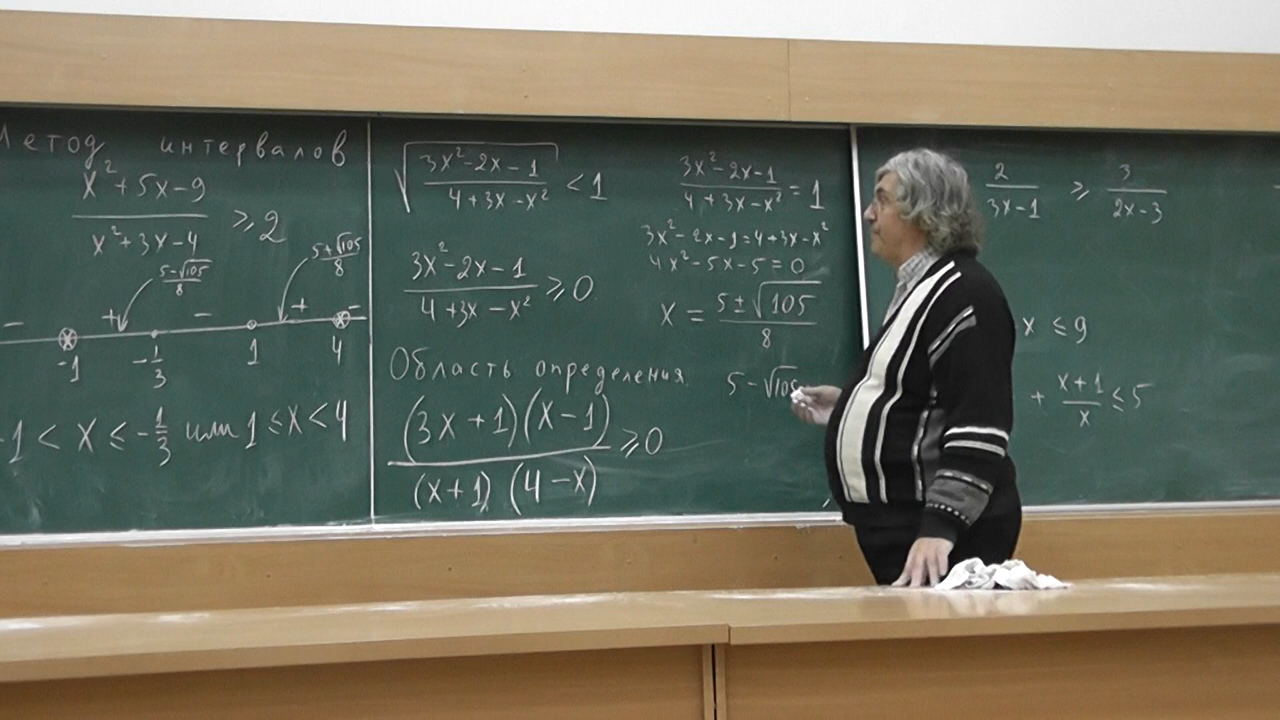 Метод интервалов
x²+5x-9
x²+3x-4
≥2
5-√105
8
5+√105
8
- + - + -
-1 -1/3 1 4
-1 < x ≤ -1/3 или 1 ≤ x < 4
√(3x²-2x-1 / 4+3x-x²) < 1
3x²-2x-1
4+3x-x²
≥0
Область определения.
(3x+1)(x-1)
(x+1)(4-x)
≥0
3x²-2x-1
4+3x-x²
=1
3x²-2x-1=4+3x-x²
4x²-5x-5=0
x = 5±√105
8
5-√105
2/(3x-1) ≥ 3/(2x-3)
x ≤9
+ (x+1)/x ≤5